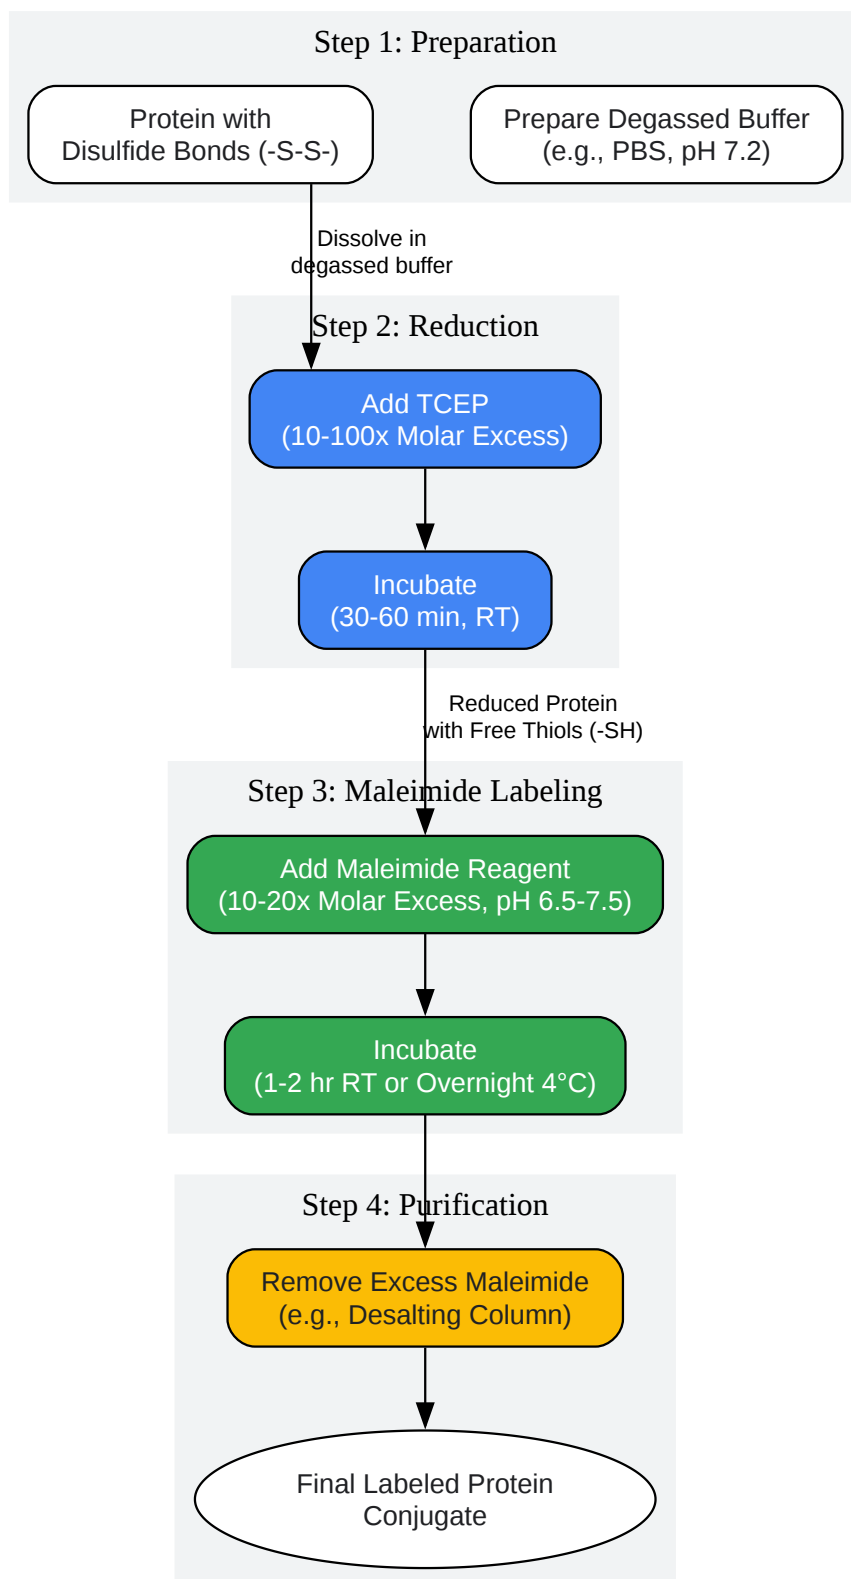 Step 1: Preparation
Protein with
Disulfide Bonds (-S-S-)
Prepare Degassed Buffer
(e.g., PBS, pH 7.2)
Dissolve in
degassed buffer
Step 2: Reduction
Add TCEP
(10-100x Molar Excess)
Incubate
(30-60 min, RT)
Reduced Protein
with Free Thiols (-SH)
Step 3: Maleimide Labeling
Add Maleimide Reagent
(10-20x Molar Excess, pH 6.5-7.5)
Incubate
(1-2 hr RT or Overnight 4°C)
Step 4: Purification
Remove Excess Maleimide
(e.g., Desalting Column)
Final Labeled Protein
Conjugate